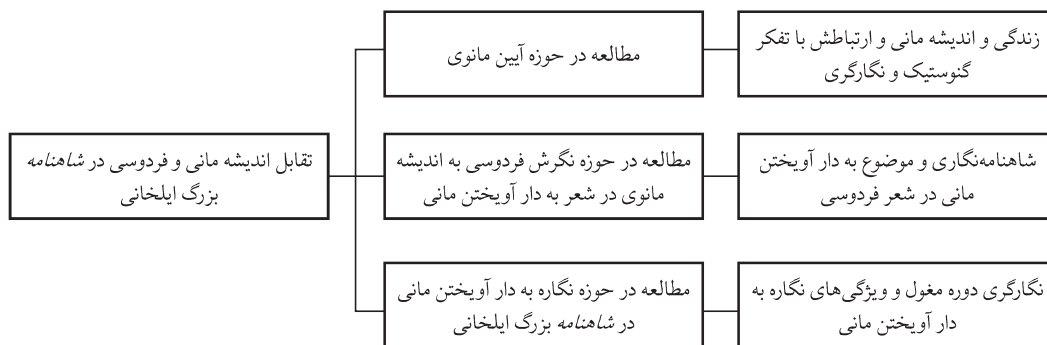 زندگی و اندیشه مانی و ارتباطش با تفکر
گنوستیک و نگارگری
مطالعه در حوزه آیین مانوی
شاهنامه‌نگاری و موضوع به دار آویختن
مانی در شعر فردوسی
مطالعه در حوزه نگرش فردوسی به اندیشه
مانوی در شعر به دار آویختن مانی
تقابل اندیشه مانی و فردوسی در شاهنامه
بزرگ ایلخانی
نگارگری دوره مغول و ویژگی‌های نگاره به
دار آویختن مانی
مطالعه در حوزه نگاره به دار آویختن مانی
در شاهنامه بزرگ ایلخانی